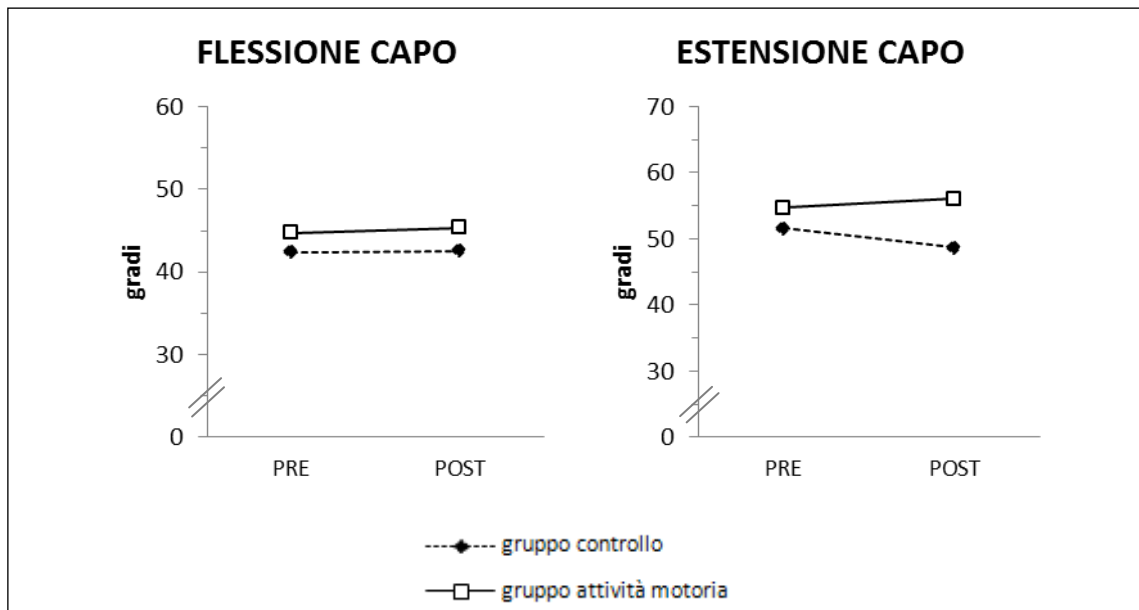 FLESSIONE CAPO
60
50
40
30
0
gradi
PRE POST
ESTENSIONE CAPO
70
60
50
40
30
0
gradi
PRE POST
gruppo controllo
gruppo attività motoria